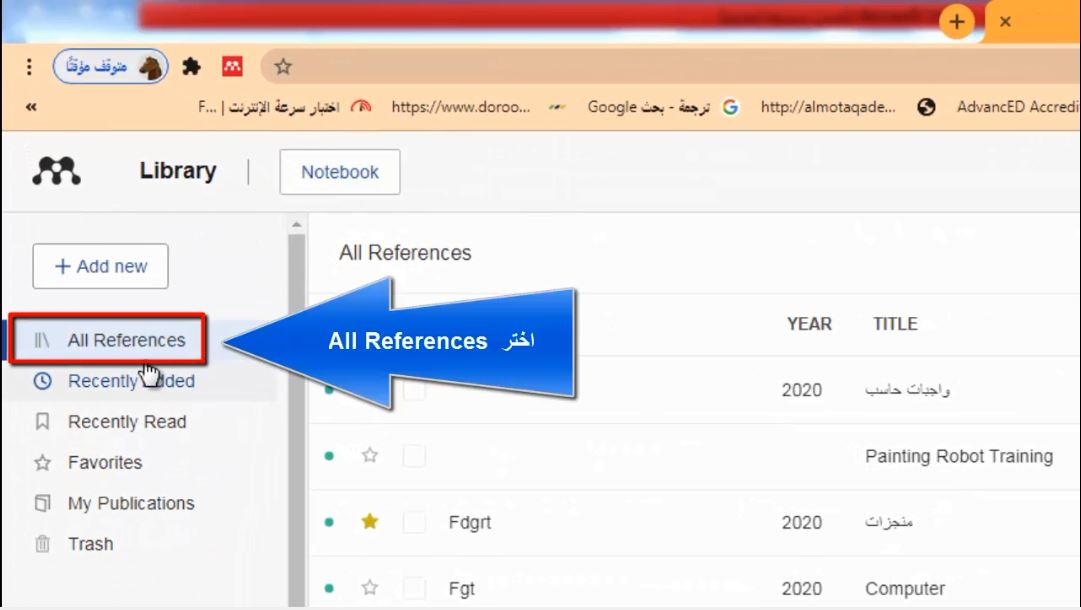 متوقف مؤقتًا
اختبار سرعة الإنترنت | F...
https://www.doroo...
ترجمة - بحث Google
http://almotaqade...
AdvancED Accredi
Library
Notebook
+ Add new
All References
Recently Added
Recently Read
Favorites
My Publications
Trash
All References
اختر All References
YEAR TITLE
2020 واجبات حاسب
Painting Robot Training
Fdgrt 2020 منجزات
Fgt 2020 Computer